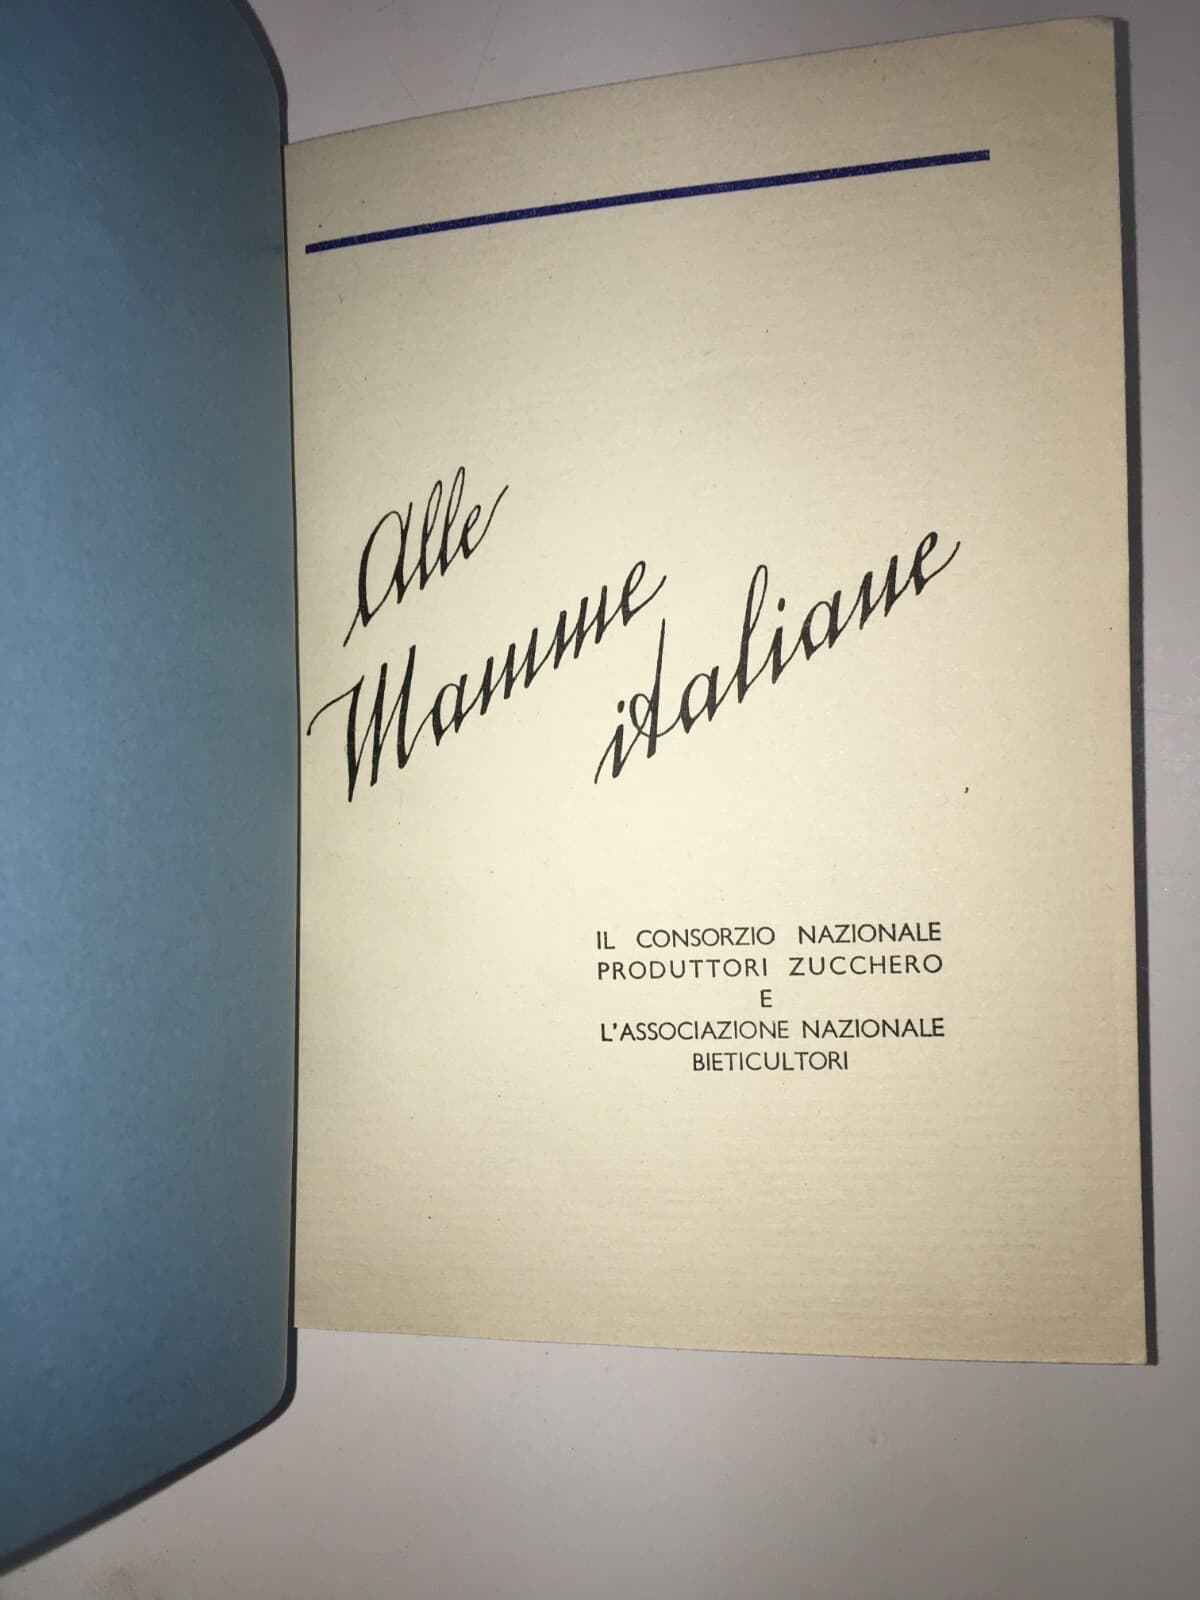 Alle
Mamme
italiane
IL CONSORZIO NAZIONALE
PRODUTTORI ZUCCHERO
E
L'ASSOCIAZIONE NAZIONALE
BIETICULTORI